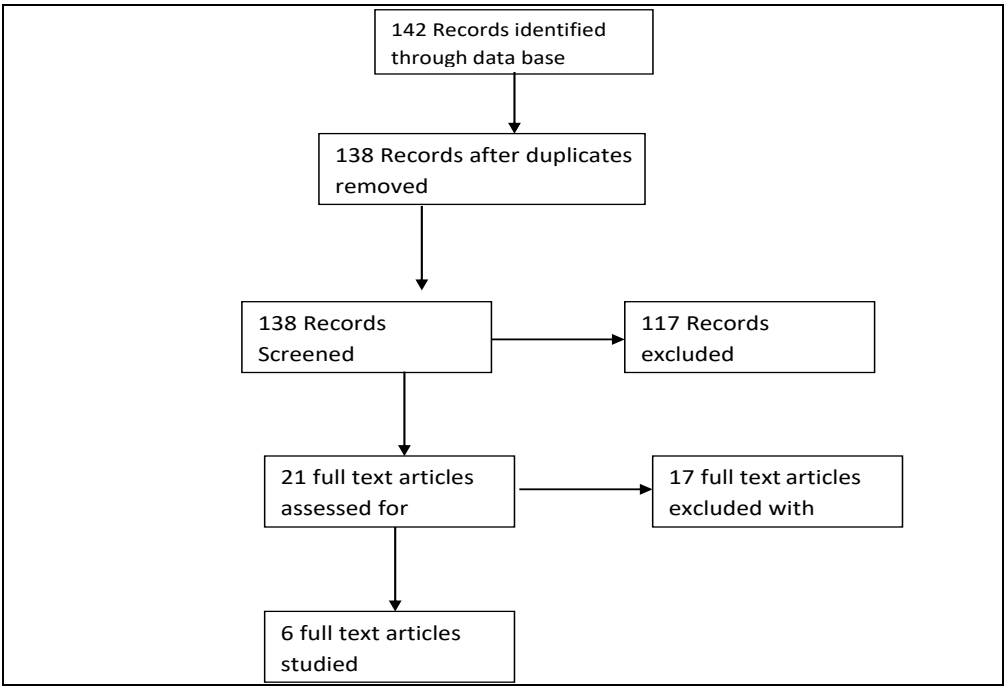 142 Records identified
through data base
138 Records after duplicates
removed
138 Records
Screened
117 Records
excluded
21 full text articles
assessed for
17 full text articles
excluded with
6 full text articles
studied